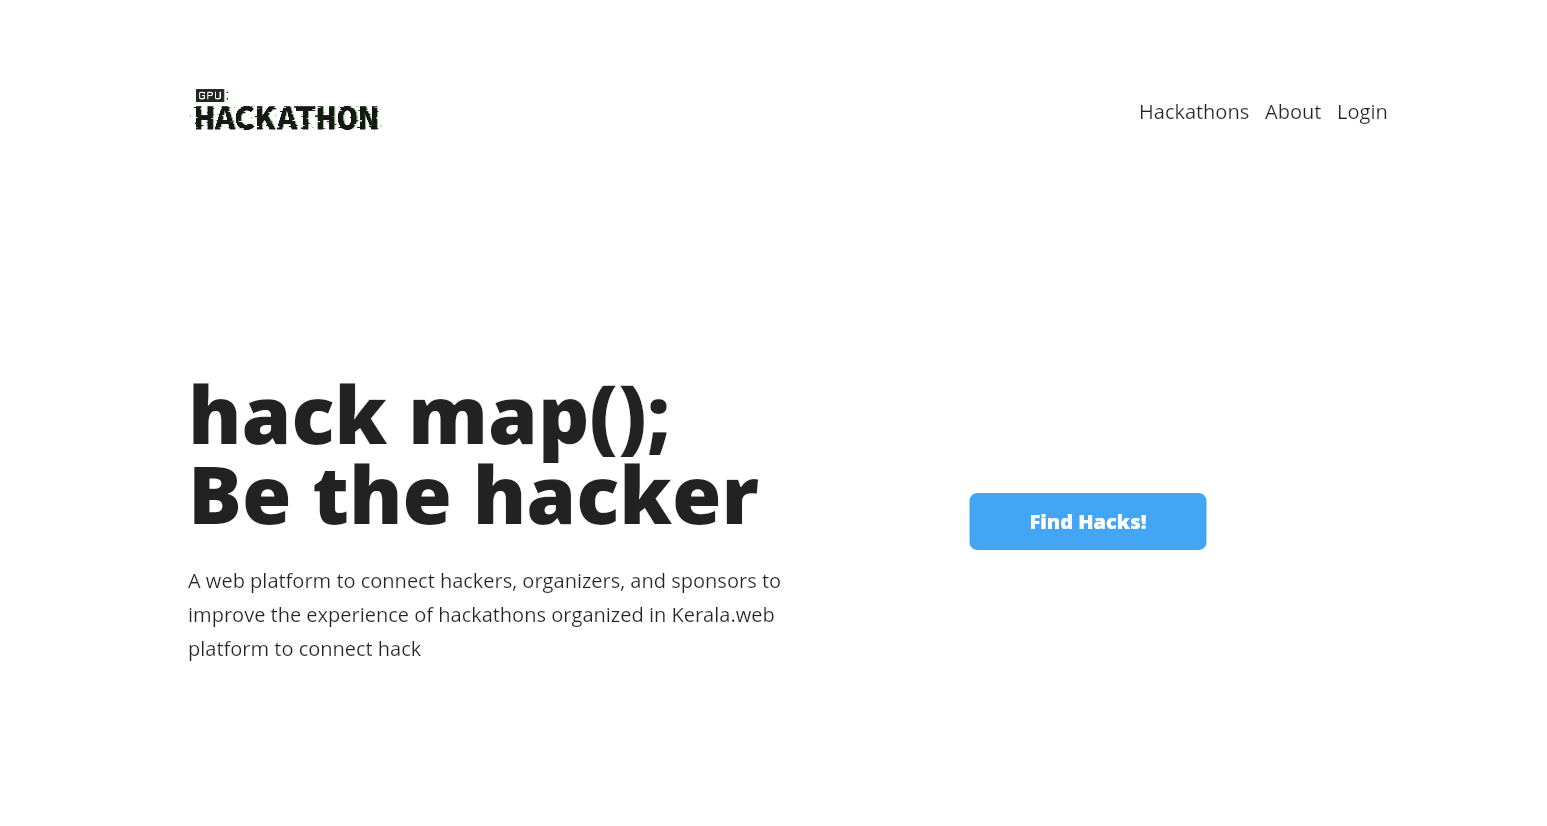 GPU:
HACKATHON
Hackathons About Login
hack map();
Be the hacker
Find Hacks!
A web platform to connect hackers, organizers, and sponsors to
improve the experience of hackathons organized in Kerala.web
platform to connect hack